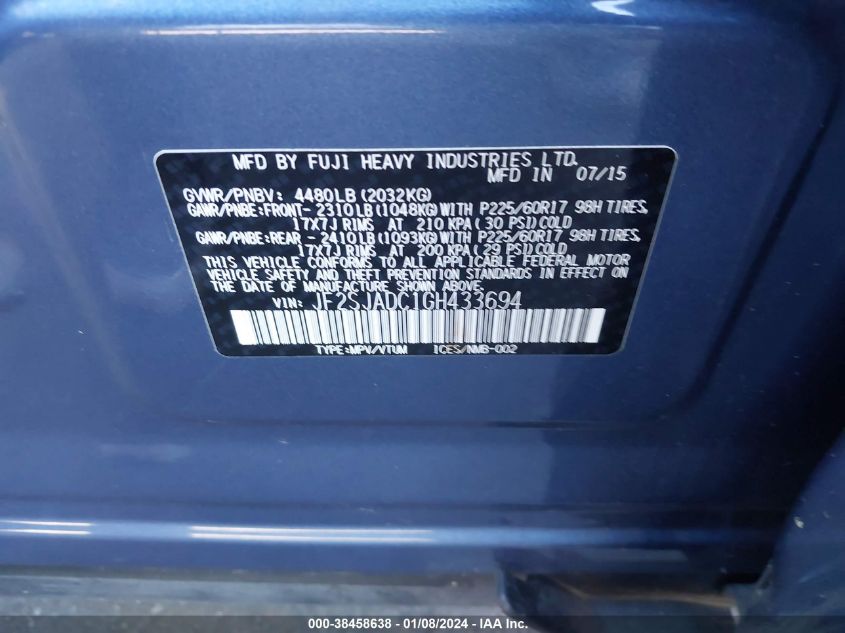 MFD BY FUJI HEAVY INDUSTRIES LTD.
MFD IN 07/15
GVWR/PNBV: 4480LB (2032KG)
GAWR/PNBE:FRONT- 2310LB(1048KG)WITH P225/60R17 98H TIRES,
17X7J RIMS AT 210 KPA(30 PSI)COLD
GAWR/PNBE:REAR - 2410LB(1093KG)WITH P225/60R17 98H TIRES,
17X7J RIMS AT 200 KPA(29 PSI)COLD
THIS VEHICLE CONFORMS TO ALL APPLICABLE FEDERAL MOTOR
VEHICLE SAFETY AND THEFT PREVENTION STANDARDS IN EFFECT ON
THE DATE OF MANUFACTURE SHOWN ABOVE.
VIN: JF2SJADC1GH433694
TYPE:MPV/VTUM ICES/NMB-002
000-38458638 - 01/08/2024 - IAA Inc.